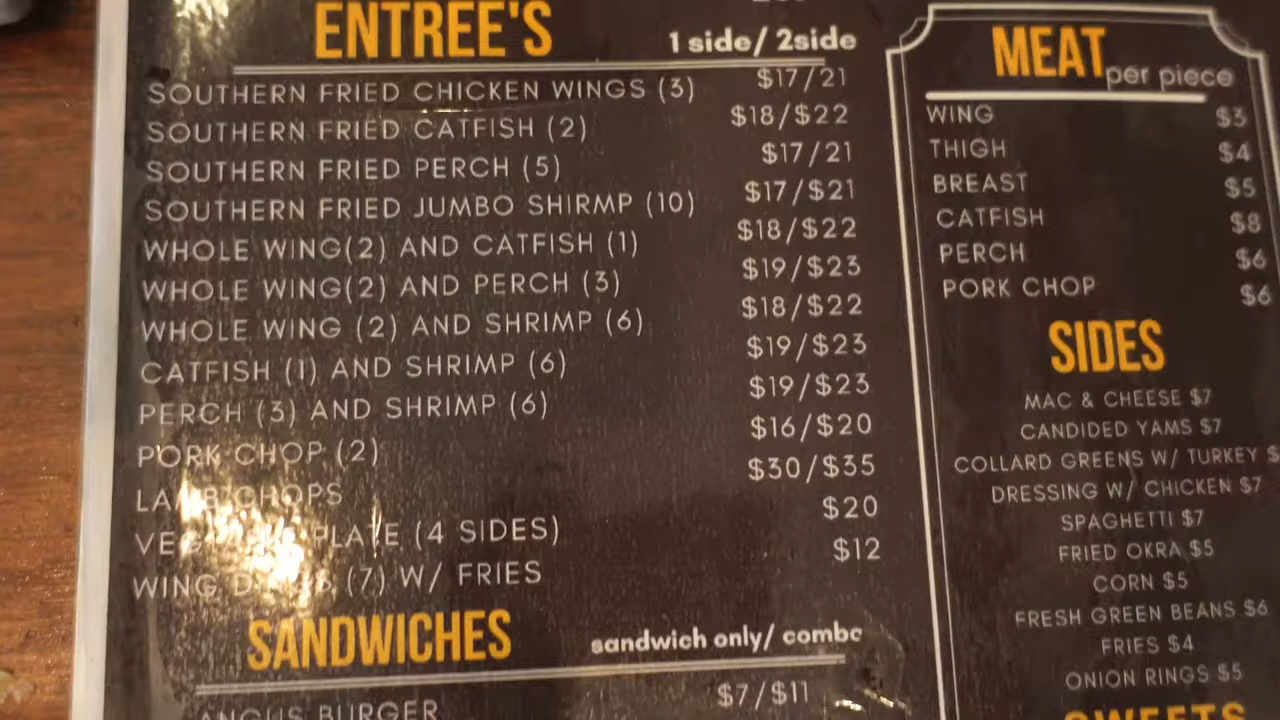 ENTREE'S
1 side/ 2side
SOUTHERN FRIED CHICKEN WINGS (3) $17/21
SOUTHERN FRIED CATFISH (2) $18/$22
SOUTHERN FRIED PERCH (5) $17/21
SOUTHERN FRIED JUMBO SHIRMP (10) $17/$21
WHOLE WING(2) AND CATFISH (1) $18/$22
WHOLE WING(2) AND PERCH (3) $19/$23
WHOLE WING (2) AND SHRIMP (6) $18/$22
CATFISH (1) AND SHRIMP (6) $19/$23
PERCH (3) AND SHRIMP (6) $19/$23
PORK CHOP (2) $16/$20
LAMB CHOPS $30/$35
PLATE (4 SIDES) $20
WING (7) W/ FRIES $12
SANDWICHES
sandwich only/ combo
ANGUS BURGER $7/$11
MEAT per piece
WING $3
THIGH $4
BREAST $5
CATFISH $8
PERCH $6
PORK CHOP $6
SIDES
MAC & CHEESE $7
CANDIDED YAMS $7
COLLARD GREENS W/ TURKEY $
DRESSING W/ CHICKEN $7
SPAGHETTI $7
FRIED OKRA $5
CORN $5
FRESH GREEN BEANS $6
FRIES $4
ONION RINGS $5
SWEETS